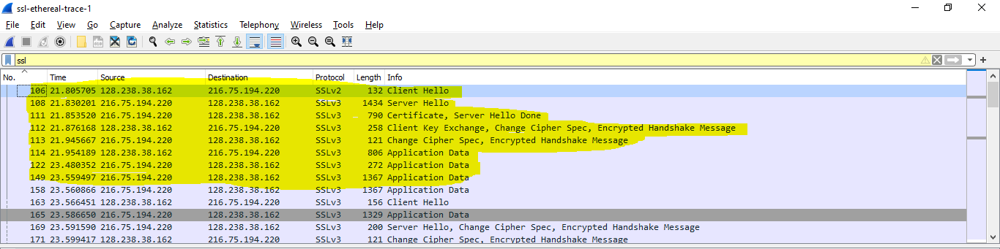 ssl-ethereal-trace-1
File Edit View Go Capture Analyze Statistics Telephony Wireless Tools Help
ssl
No. Time Source Destination Protocol Length Info
106 21.805705 128.238.38.162 216.75.194.220 SSLv2 132 Client Hello
108 21.830201 216.75.194.220 128.238.38.162 SSLv3 1434 Server Hello
111 21.853520 216.75.194.220 128.238.38.162 SSLv3 790 Certificate, Server Hello Done
112 21.876168 128.238.38.162 216.75.194.220 SSLv3 258 Client Key Exchange, Change Cipher Spec, Encrypted Handshake Message
113 21.945667 216.75.194.220 128.238.38.162 SSLv3 121 Change Cipher Spec, Encrypted Handshake Message
114 21.954189 128.238.38.162 216.75.194.220 SSLv3 806 Application Data
122 23.480352 216.75.194.220 128.238.38.162 SSLv3 272 Application Data
149 23.559497 216.75.194.220 128.238.38.162 SSLv3 1367 Application Data
158 23.560866 216.75.194.220 128.238.38.162 SSLv3 1367 Application Data
163 23.566451 128.238.38.162 216.75.194.220 SSLv3 156 Client Hello
165 23.586650 216.75.194.220 128.238.38.162 SSLv3 1329 Application Data
169 23.591590 216.75.194.220 128.238.38.162 SSLv3 200 Server Hello, Change Cipher Spec, Encrypted Handshake Message
171 23.599417 128.238.38.162 216.75.194.220 SSLv3 121 Change Cipher Spec, Encrypted Handshake Message